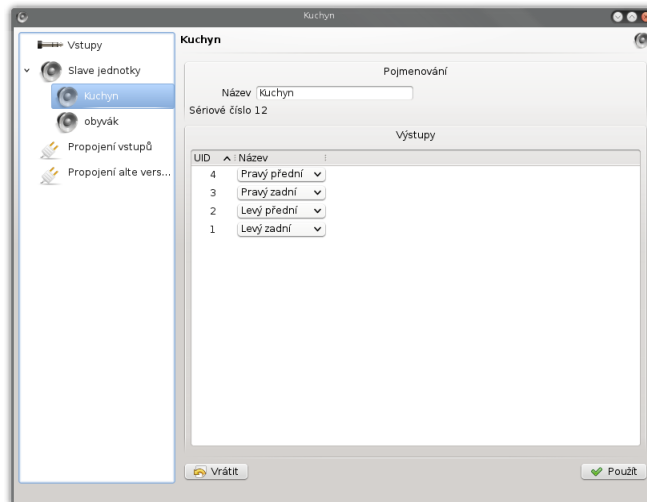 Kuchyn
Vstupy
Slave jednotky
Kuchyn
obyvák
Propojení vstupů
Propojení alte vers...
Kuchyn
Pojmenování
Název Kuchyn
Sériové číslo 12
Výstupy
UID Název
4 Pravý přední
3 Pravý zadní
2 Levý přední
1 Levý zadní
Vrátit
Použít